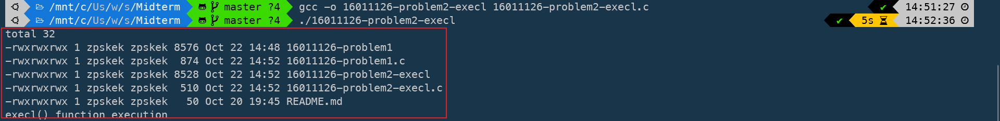 /mnt/c/Us/w/s/Midterm master ?4 gcc -o 16011126-problem2-execl 16011126-problem2-execl.c ✔ 14:51:27
/mnt/c/Us/w/s/Midterm master ?4 ./16011126-problem2-execl ✔ 5s 14:52:36
total 32
-rwxrwxrwx 1 zpskek zpskek 8576 Oct 22 14:48 16011126-problem1
-rwxrwxrwx 1 zpskek zpskek  874 Oct 22 14:52 16011126-problem1.c
-rwxrwxrwx 1 zpskek zpskek 8528 Oct 22 14:52 16011126-problem2-execl
-rwxrwxrwx 1 zpskek zpskek  510 Oct 22 14:52 16011126-problem2-execl.c
-rwxrwxrwx 1 zpskek zpskek   50 Oct 20 19:45 README.md
execl() function execution